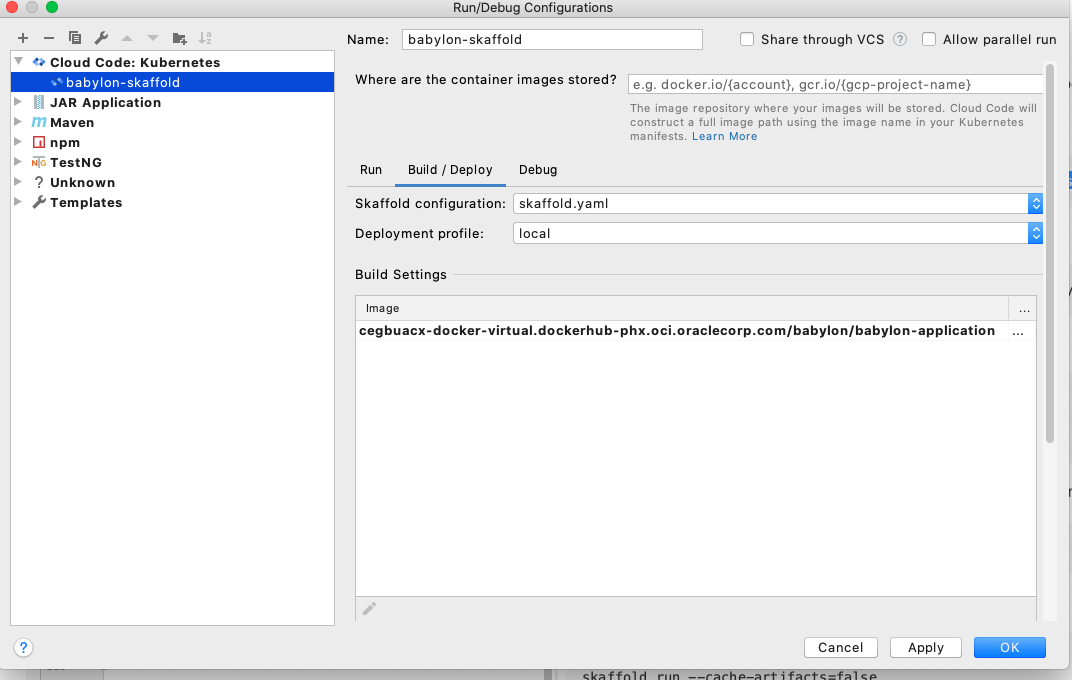 Run/Debug Configurations
Name: babylon-skaffold
Share through VCS ?
Allow parallel run
Cloud Code: Kubernetes
babylon-skaffold
JAR Application
m Maven
npm
NG TestNG
? Unknown
Templates
Where are the container images stored? e.g. docker.io/{account}, gcr.io/{gcp-project-name}
The image repository where your images will be stored. Cloud Code will
construct a full image path using the image name in your Kubernetes
manifests. Learn More
Run Build / Deploy Debug
Skaffold configuration: skaffold.yaml
Deployment profile: local
Build Settings
Image ...
cegbuacx-docker-virtual.dockerhub-phx.oci.oraclecorp.com/babylon/babylon-application ...
? Cancel Apply OK
skaffold run --cache-artifacts=false